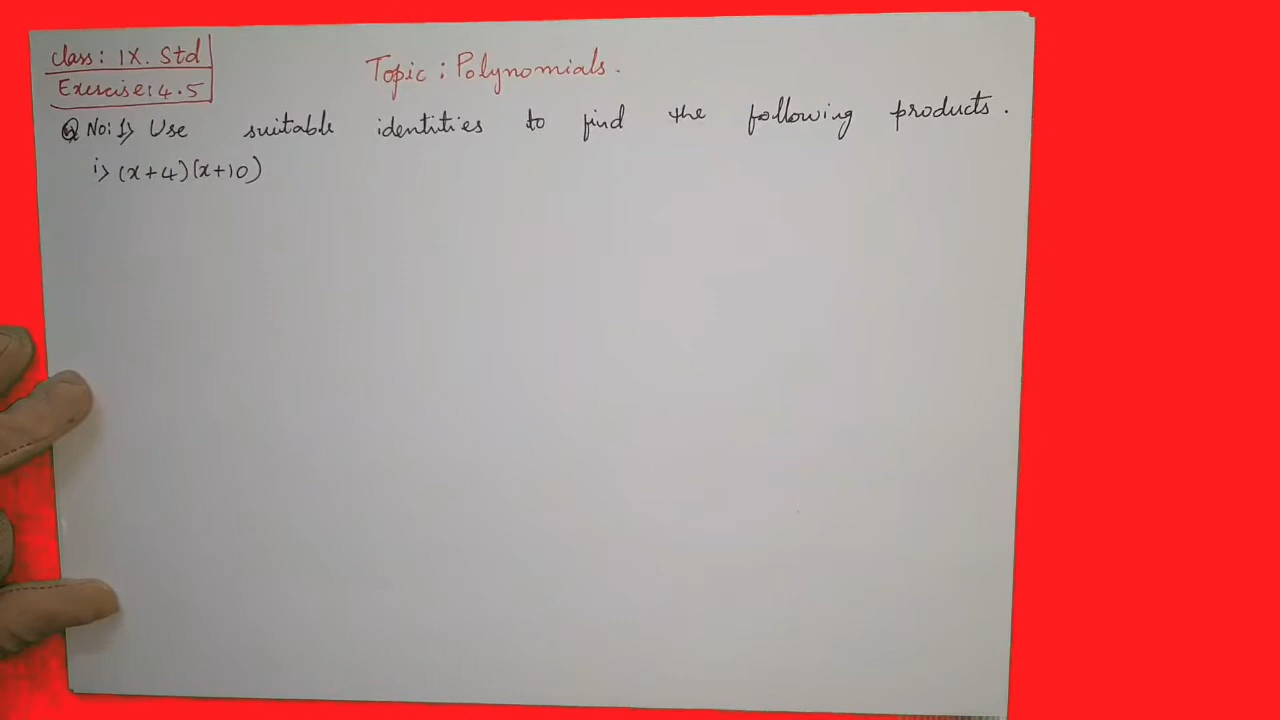 Class: IX. Std
Exercise: 4.5
Topic: Polynomials.
Q No: 1) Use suitable identities to find the following products.
i) (x+4)(x+10)